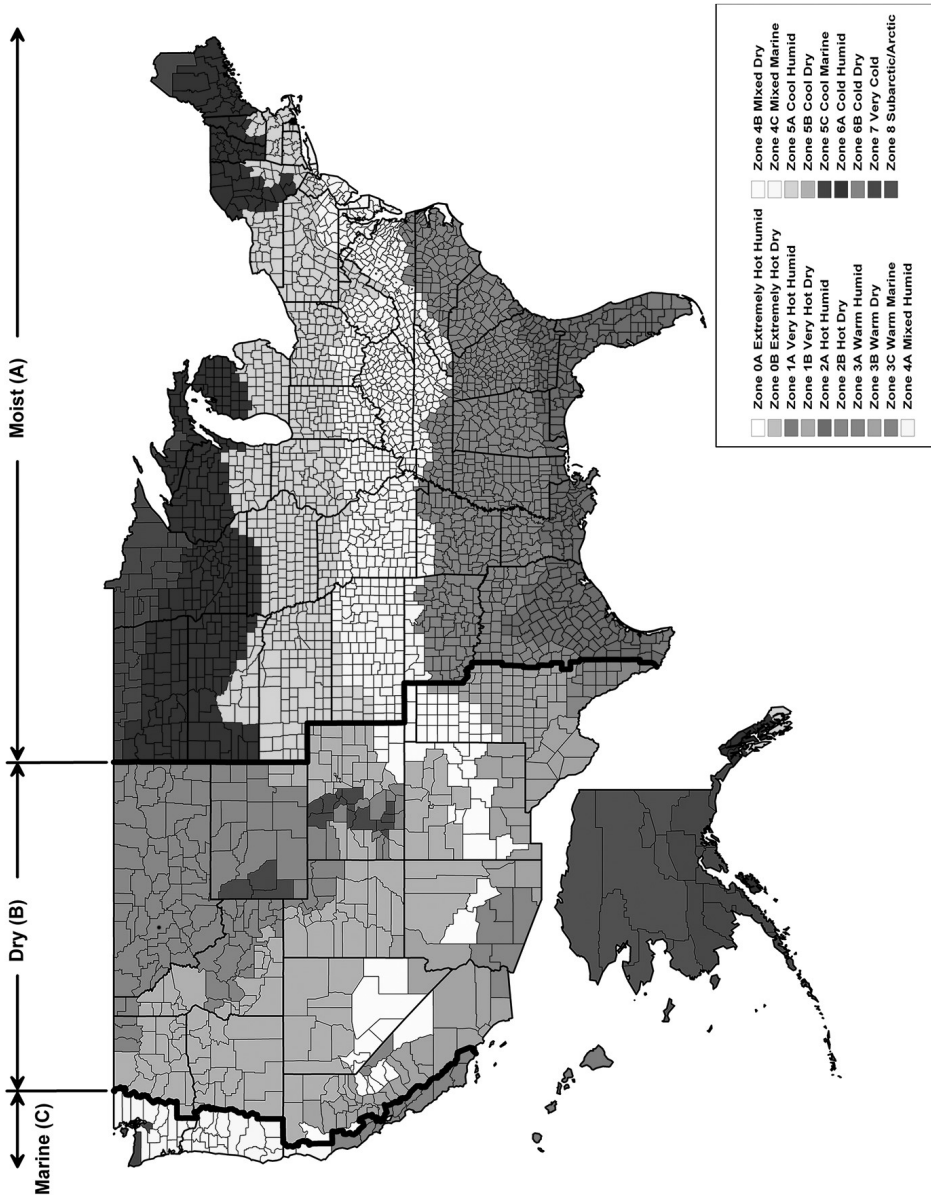 Marine (C)
Dry (B)
Moist (A)
Zone 0A Extremely Hot Humid
Zone 0B Extremely Hot Dry
Zone 1A Very Hot Humid
Zone 1B Very Hot Dry
Zone 2A Hot Humid
Zone 2B Hot Dry
Zone 3A Warm Humid
Zone 3B Warm Dry
Zone 3C Warm Marine
Zone 4A Mixed Humid
Zone 4B MIxed Dry
Zone 4C Mixed Marine
Zone 5A Cool Humid
Zone 5B Cool Dry
Zone 5C Cool Marine
Zone 6A Cold Humid
Zone 6B Cold Dry
Zone 7 Very Cold
Zone 8 Subarctic/Arctic